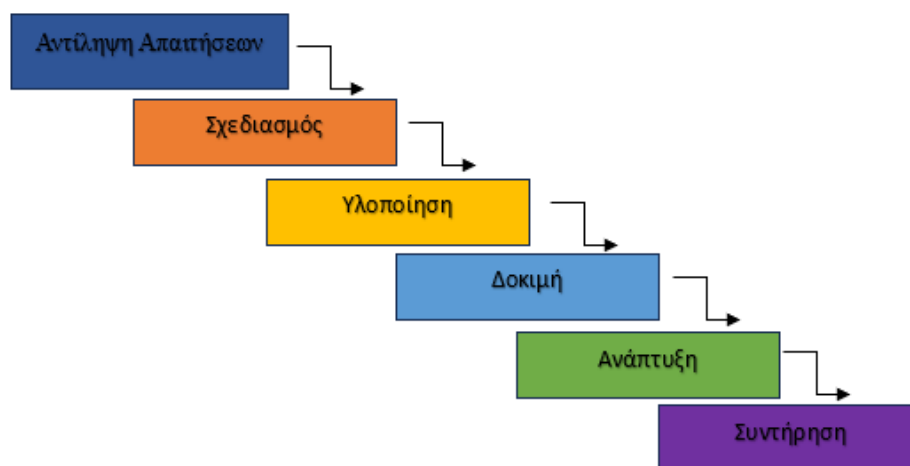 Αντίληψη Απαιτήσεων
Σχεδιασμός
Υλοποίηση
Δοκιμή
Ανάπτυξη
Συντήρηση